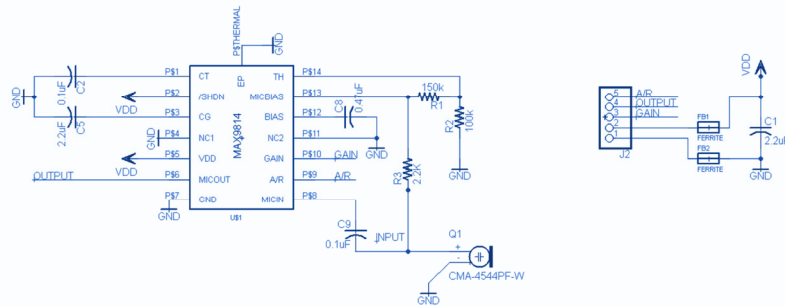 P$THERMAL
GND
P$1 CT EP TH P$14
C2 0.1uF
P$2 /SHDN MICBIAS P$13 150k
VDD R1
P$3 CG BIAS P$12
C8 0.47uF
C5 2.2uF
GND
GND P$4 NC1 NC2 P$11
GND
R2 100k
P$5 VDD GAIN P$10 GAIN
VDD
OUTPUT P$6 MICOUT A/R P$9 A/R
P$7 GND MICIN P$8
GND
MAX9814
U$1
GND
R3 2.2K
C9
0.1uF
INPUT
Q1
+
-
CMA-4544PF-W
GND
5 A/R
4 OUTPUT
3 GAIN
2
1
J2
FB1
FERRITE
FB2
FERRITE
VDD
C1
2.2uF
GND